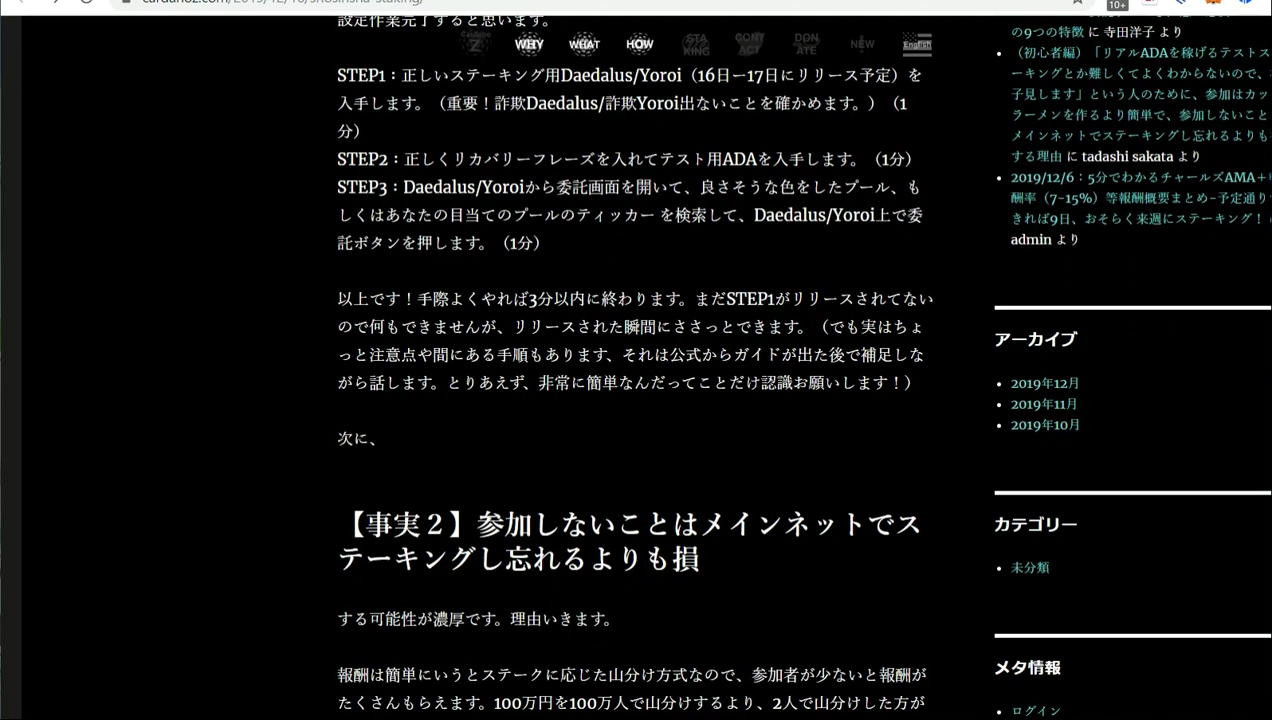 設定作業完了すると思います。
WHY WHAT HOW STAKING CONTACT DONATE NEW English
STEP1：正しいステーキング用Daedalus/Yoroi（16日ー17日にリリース予定）を
入手します。（重要！詐欺Daedalus/詐欺Yoroi出ないことを確かめます。）（1
分）
STEP2：正しくリカバリーフレーズを入れてテスト用ADAを入手します。（1分）
STEP3：Daedalus/Yoroiから委託画面を開いて、良さそうな色をしたプール、も
しくはあなたの目当てのプールのティッカー を検索して、Daedalus/Yoroi上で委
託ボタンを押します。（1分）
以上です！手際よくやれば3分以内に終わります。まだSTEP1がリリースされてない
ので何もできませんが、リリースされた瞬間にささっとできます。（でも実はちょ
っと注意点や間にある手順もあります、それは公式からガイドが出た後で補足しな
がら話します。とりあえず、非常に簡単なんだってことだけ認識お願いします！）
次に、
【事実２】参加しないことはメインネットでス
テーキングし忘れるよりも損
する可能性が濃厚です。理由いきます。
報酬は簡単にいうとステークに応じた山分け方式なので、参加者が少ないと報酬が
たくさんもらえます。100万円を100万人で山分けするより、2人で山分けした方が
の9つの特徴 に 寺田洋子 より
（初心者編）「リアルADAを稼げるテストス
ーキングとか難しくてよくわからないので、
子見します」という人のために、参加はカッ
ラーメンを作るより簡単で、参加しないこと
メインネットでステーキングし忘れるよりも
する理由 に tadashi sakata より
2019/12/6：5分でわかるチャールズAMA＋
酬率（7-15%）等報酬概要まとめ-予定通り
きれば9日、おそらく来週にステーキング！
admin より
アーカイブ
2019年12月
2019年11月
2019年10月
カテゴリー
未分類
メタ情報
ログイン
10+